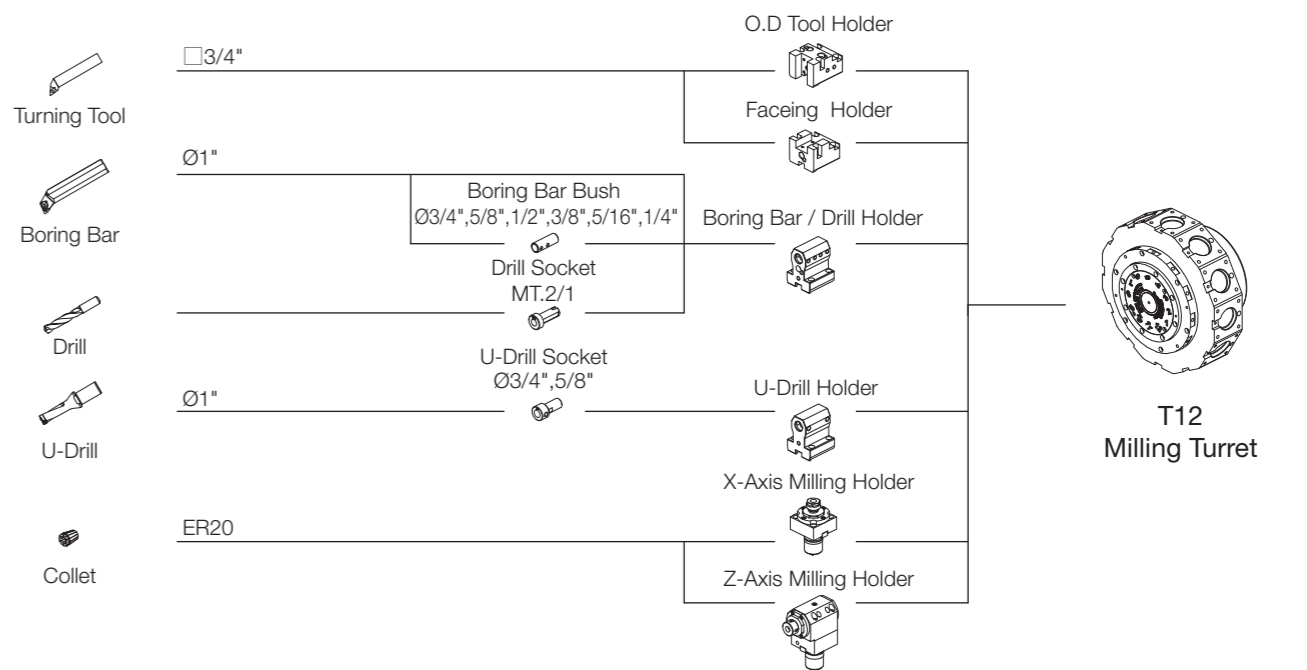 O.D Tool Holder
□3/4"
Turning Tool
Faceing Holder
Ø1"
Boring Bar Bush
Ø3/4",5/8",1/2",3/8",5/16",1/4"
Boring Bar / Drill Holder
Boring Bar
Drill Socket
MT.2/1
Drill
U-Drill Socket
Ø3/4",5/8"
U-Drill Holder
Ø1"
U-Drill
T12
Milling Turret
X-Axis Milling Holder
ER20
Collet
Z-Axis Milling Holder